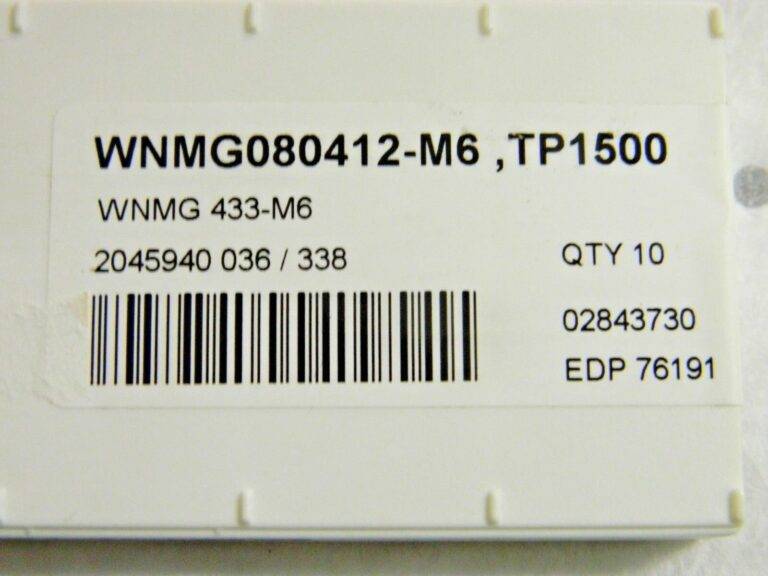 WNMG080412-M6 ,TP1500
WNMG 433-M6
2045940 036 / 338
QTY 10
02843730
EDP 76191